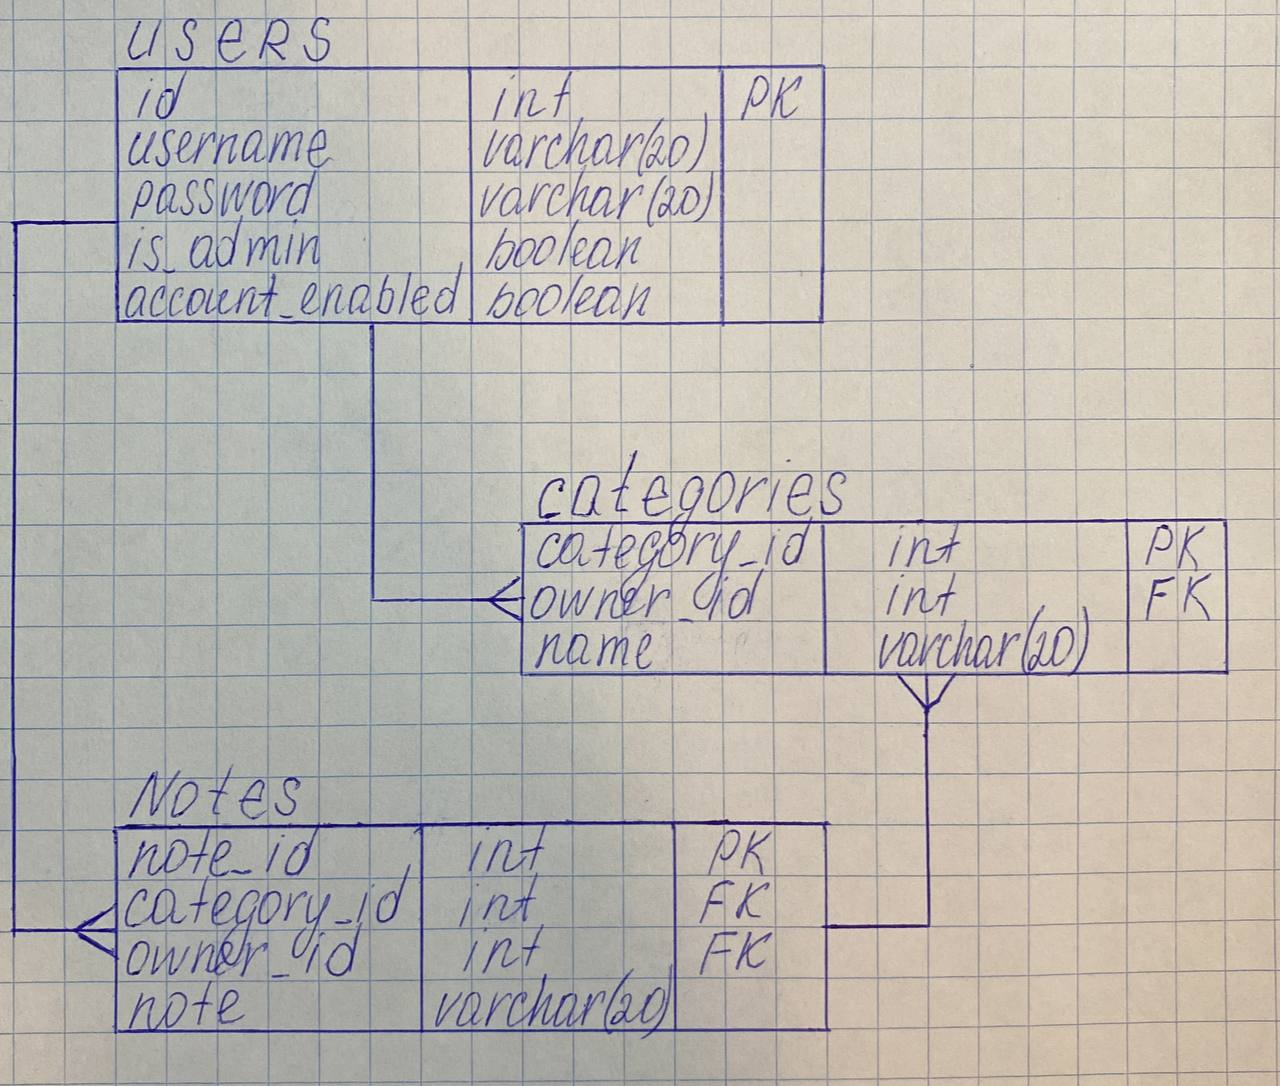 users
id int PK
username varchar(20)
password varchar(20)
is_admin boolean
account_enabled boolean
categories
category_id int PK
owner_id int FK
name varchar(20)
Notes
note_id int PK
category_id int FK
owner_id int FK
note varchar(20)